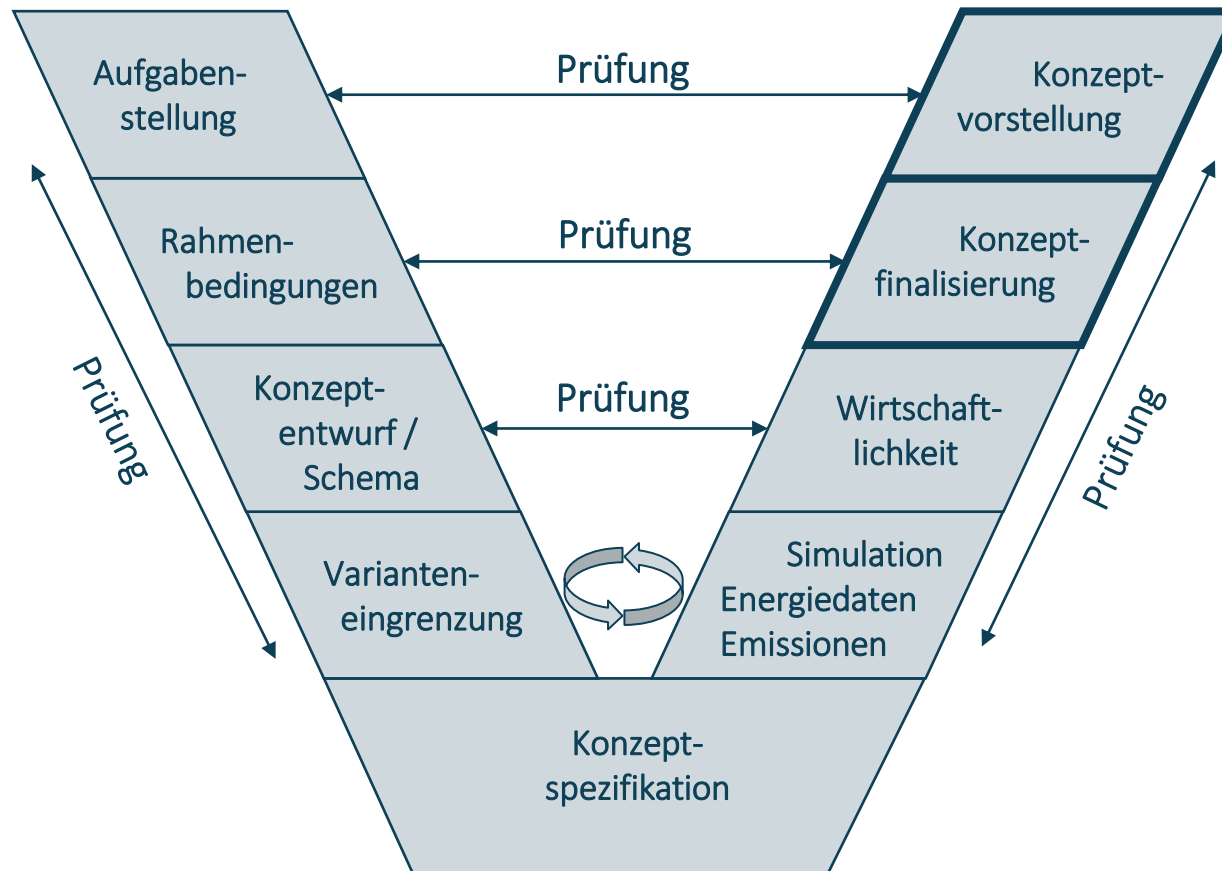 Aufgaben-
stellung
Prüfung
Konzept-
vorstellung
Rahmen-
bedingungen
Prüfung
Konzept-
finalisierung
Prüfung
Konzept-
entwurf /
Schema
Prüfung
Wirtschaft-
lichkeit
Prüfung
Varianten-
eingrenzung
Simulation
Energiedaten
Emissionen
Konzept-
spezifikation